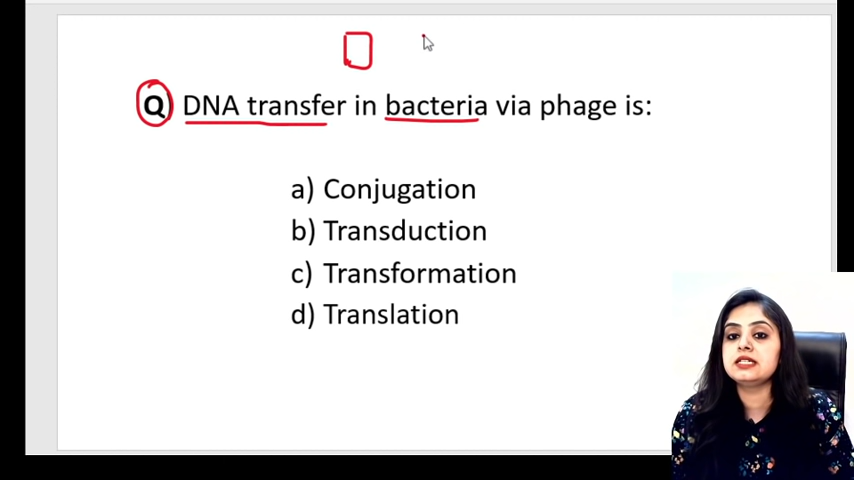 Q) DNA transfer in bacteria via phage is:
a) Conjugation
b) Transduction
c) Transformation
d) Translation